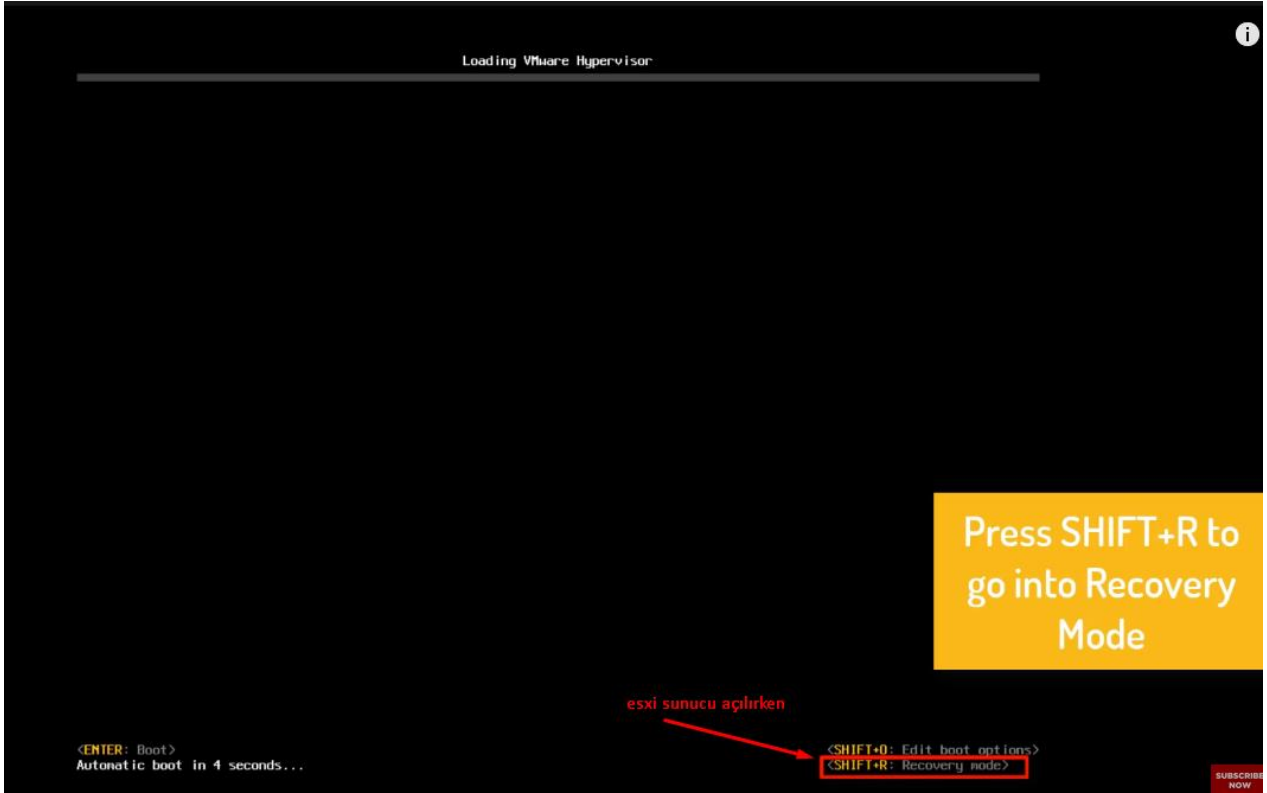 i
Loading VMware Hypervisor
Press SHIFT+R to
go into Recovery
Mode
esxi sunucu açılırken
<ENTER: Boot>
Automatic boot in 4 seconds...
<SHIFT+O: Edit boot options>
<SHIFT+R: Recovery mode>
SUBSCRIBE
NOW